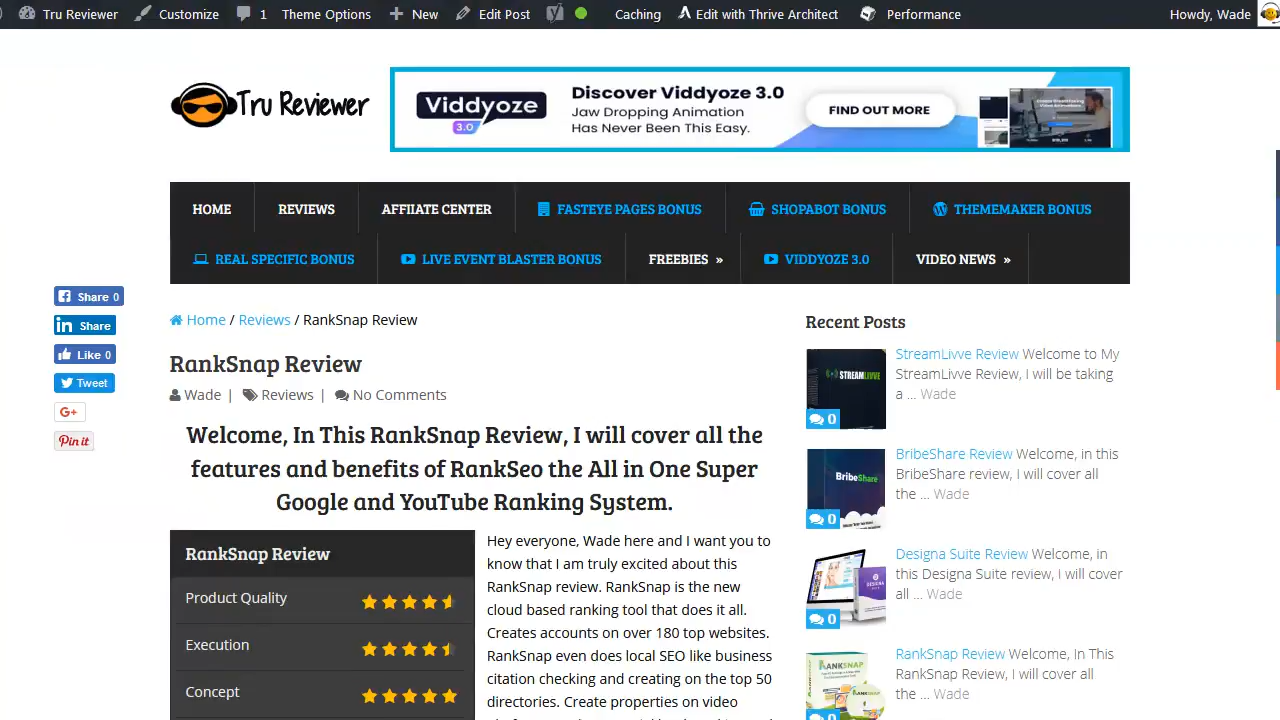 Tru Reviewer Customize 1 Theme Options New Edit Post Caching Edit with Thrive Architect Performance Howdy, Wade
Tru Reviewer
Viddyoze
3.0
Discover Viddyoze 3.0
Jaw Dropping Animation
Has Never Been This Easy.
FIND OUT MORE
HOME REVIEWS AFFIIATE CENTER FASTEYE PAGES BONUS SHOPABOT BONUS THEMEMAKER BONUS
REAL SPECIFIC BONUS LIVE EVENT BLASTER BONUS FREEBIES » VIDDYOZE 3.0 VIDEO NEWS »
Share 0
Share
Like 0
Tweet
G+
Pin it
Home / Reviews / RankSnap Review
RankSnap Review
Wade | Reviews | No Comments
Welcome, In This RankSnap Review, I will cover all the
features and benefits of RankSeo the All in One Super
Google and YouTube Ranking System.
RankSnap Review
Product Quality
Execution
Concept
Hey everyone, Wade here and I want you to
know that I am truly excited about this
RankSnap review. RankSnap is the new
cloud based ranking tool that does it all.
Creates accounts on over 180 top websites.
RankSnap even does local SEO like business
citation checking and creating on the top 50
directories. Create properties on video
Recent Posts
STREAMLIVVE
0
StreamLivve Review Welcome to My
StreamLivve Review, I will be taking
a ... Wade
BribeShare
0
BribeShare Review Welcome, in this
BribeShare review, I will cover all
the ... Wade
0
Designa Suite Review Welcome, in
this Designa Suite review, I will cover
all ... Wade
RANKSNAP
0
RankSnap Review Welcome, In This
RankSnap Review, I will cover all
the ... Wade